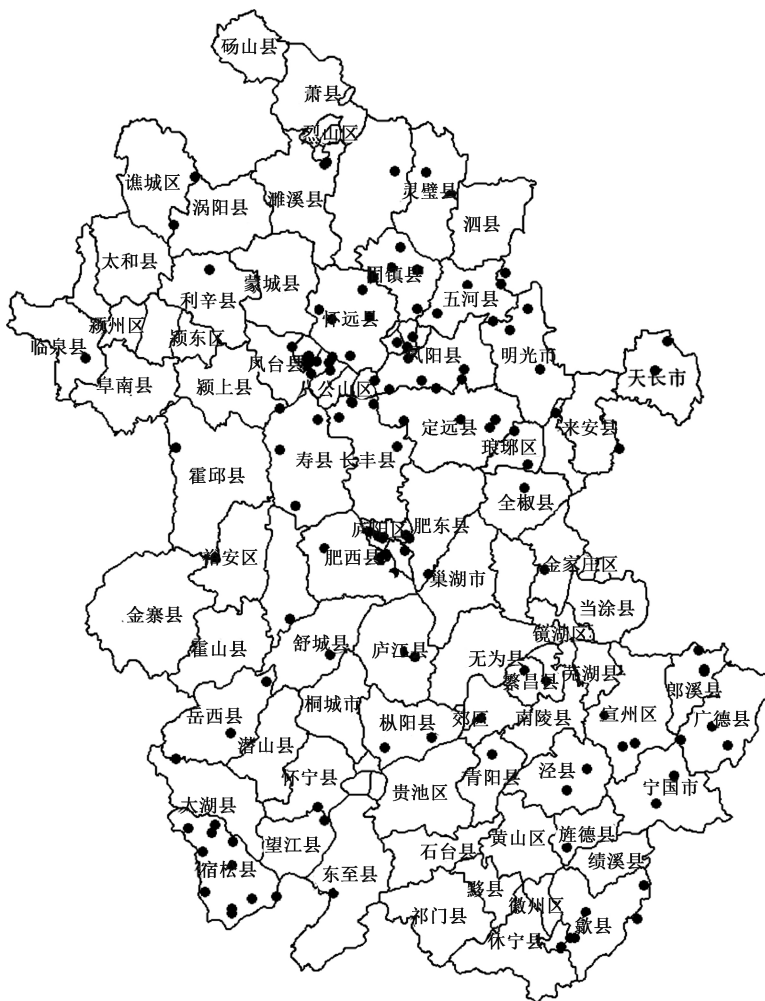 砀山县
萧县
烈山区
谯城区
灵璧县
濉溪县
涡阳县
泗县
太和县
固镇县
蒙城县
利辛县
五河县
怀远县
颍州区
颍东区
临泉县
凤阳县
明光市
凤台县
八公山区
天长市
阜南县
颍上县
定远县
来安县
琅琊区
寿县
长丰县
霍邱县
全椒县
庐阳区
肥东县
裕安区
肥西县
金家庄区
巢湖市
金寨县
当涂县
镜湖区
舒城县
霍山县
庐江县
无为县
芜湖县
繁昌县
郎溪县
桐城市
岳西县
枞阳县
郊区
南陵县
宣州区
广德县
潜山县
怀宁县
青阳县
泾县
宁国市
贵池区
太湖县
望江县
黄山区
旌德县
石台县
绩溪县
宿松县
东至县
黟县
徽州区
祁门县
歙县
休宁县